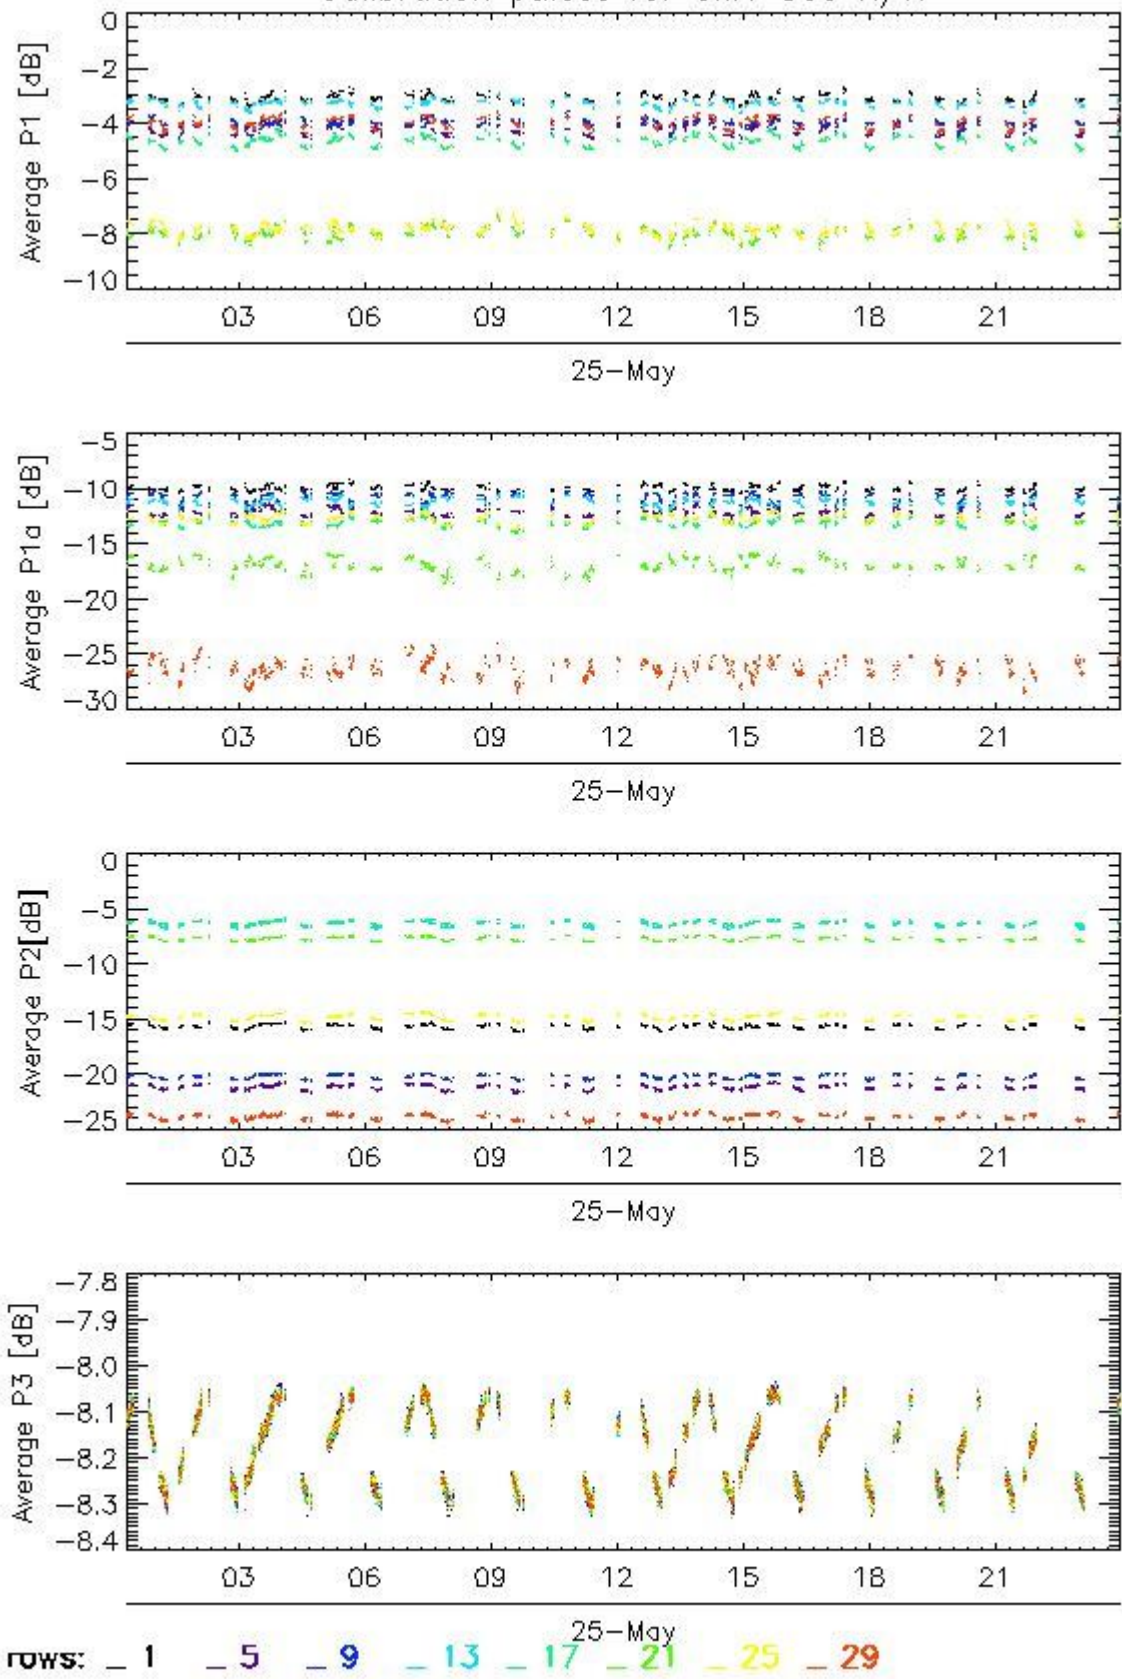 Average P1 [dB]
0
−2
−4
−6
−8
−10
03 06 09 12 15 18 21
25-May
Average P1a [dB]
−5
−10
−15
−20
−25
−30
03 06 09 12 15 18 21
25-May
Average P2[dB]
0
−5
−10
−15
−20
−25
03 06 09 12 15 18 21
25-May
Average P3 [dB]
−7.8
−7.9
−8.0
−8.1
−8.2
−8.3
−8.4
03 06 09 12 15 18 21
25-May
rows: _ 1 _ 5 _ 9 _ 13 _ 17 _ 21 _ 25 _ 29